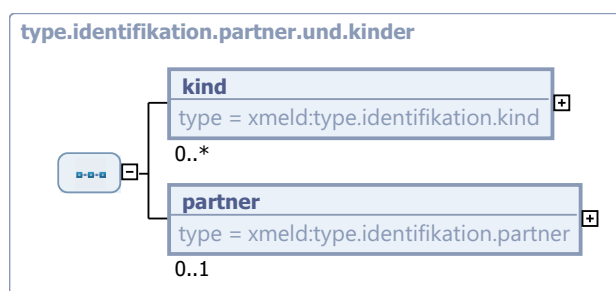 type.identifikation.partner.und.kinder
kind
type = xmeld:type.identifikation.kind
0..*
partner
type = xmeld:type.identifikation.partner
0..1